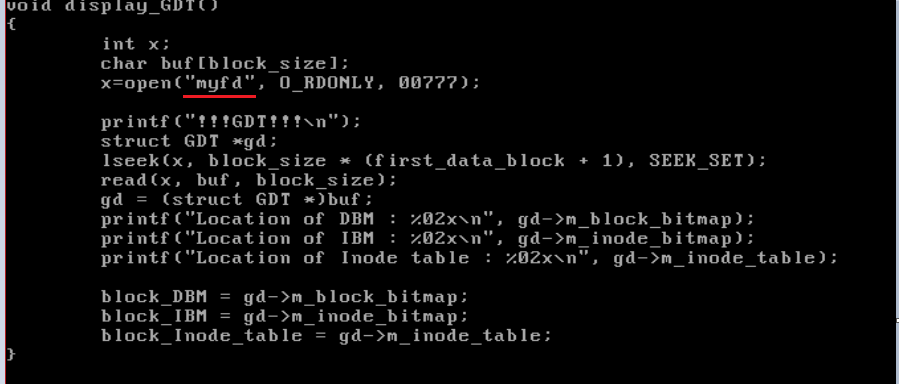 void display_GDT()
{
int x;
char buf[block_size];
x=open("myfd", O_RDONLY, 00777);
printf("!!!GDT!!!\n");
struct GDT *gd;
lseek(x, block_size * (first_data_block + 1), SEEK_SET);
read(x, buf, block_size);
gd = (struct GDT *)buf;
printf("Location of DBM : %02x\n", gd->m_block_bitmap);
printf("Location of IBM : %02x\n", gd->m_inode_bitmap);
printf("Location of Inode table : %02x\n", gd->m_inode_table);
block_DBM = gd->m_block_bitmap;
block_IBM = gd->m_inode_bitmap;
block_Inode_table = gd->m_inode_table;
}